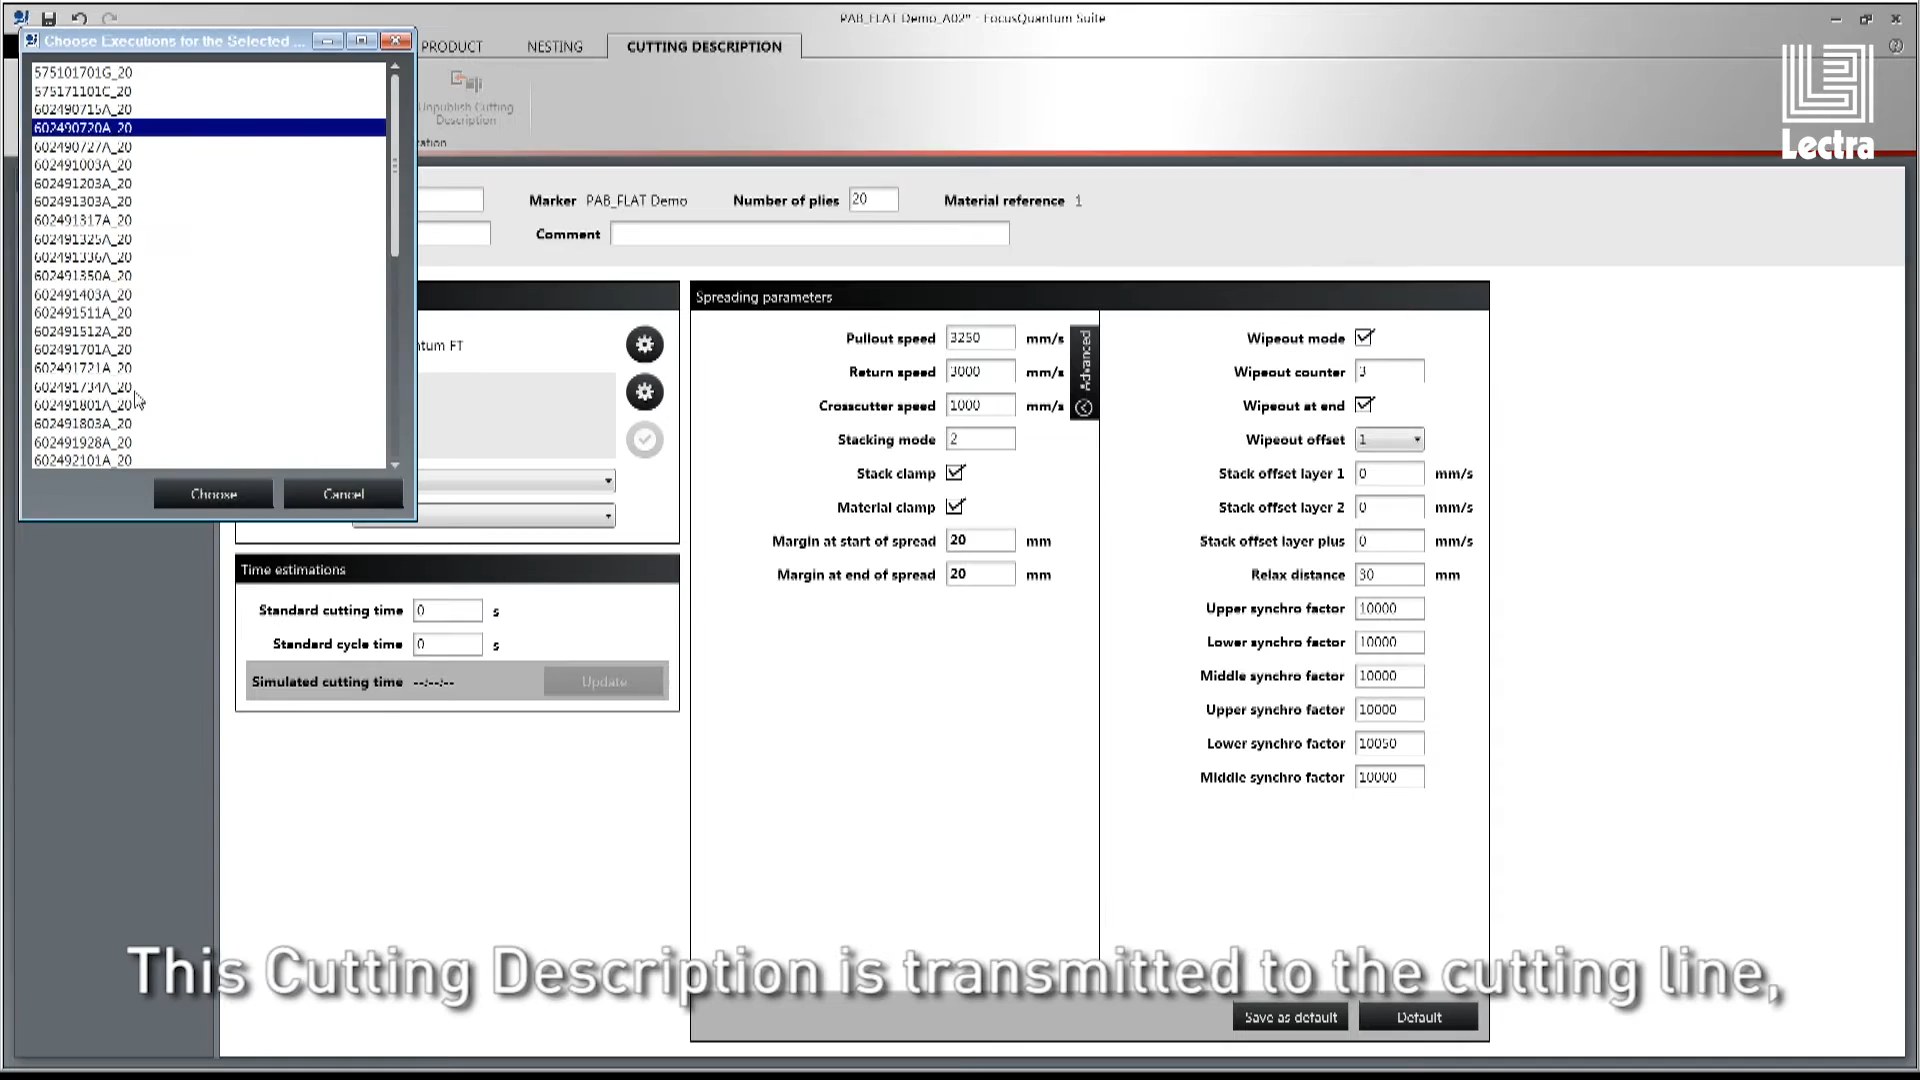 PAB_FLAT Demo_A02* - FocusQuantum Suite
Choose Executions for the Selected ...
PRODUCT
NESTING
CUTTING DESCRIPTION
575101701G_20
575171101C_20
602490715A_20
602490720A_20
602490727A_20
602491003A_20
602491203A_20
602491303A_20
602491317A_20
602491325A_20
602491336A_20
602491350A_20
602491403A_20
602491511A_20
602491512A_20
602491701A_20
602491721A_20
602491734A_20
602491801A_20
602491803A_20
602491928A_20
602492101A_20
Choose
Cancel
Unpublish Cutting
Description
ration
Lectra
Marker PAB_FLAT Demo
Number of plies 20
Material reference 1
Comment
ntum FT
Time estimations
Standard cutting time 0 s
Standard cycle time 0 s
Simulated cutting time --:--:--
Update
Spreading parameters
Pullout speed 3250 mm/s
Return speed 3000 mm/s
Crosscutter speed 1000 mm/s
Stacking mode 2
Stack clamp
Material clamp
Margin at start of spread 20 mm
Margin at end of spread 20 mm
Advanced
Wipeout mode
Wipeout counter 3
Wipeout at end
Wipeout offset 1
Stack offset layer 1 0 mm/s
Stack offset layer 2 0 mm/s
Stack offset layer plus 0 mm/s
Relax distance 30 mm
Upper synchro factor 10000
Lower synchro factor 10000
Middle synchro factor 10000
Upper synchro factor 10000
Lower synchro factor 10050
Middle synchro factor 10000
This Cutting Description is transmitted to the cutting line,
Save as default
Default